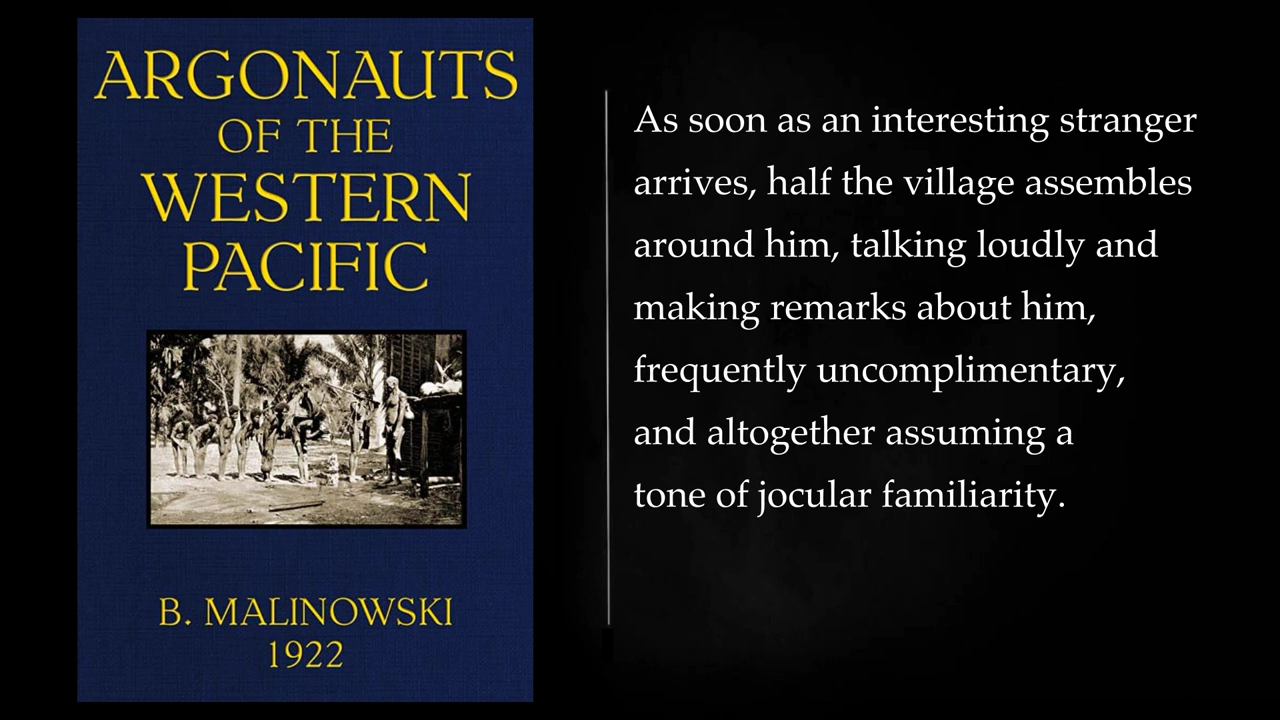 ARGONAUTS
OF THE
WESTERN
PACIFIC
B. MALINOWSKI
1922
As soon as an interesting stranger
arrives, half the village assembles
around him, talking loudly and
making remarks about him,
frequently uncomplimentary,
and altogether assuming a
tone of jocular familiarity.